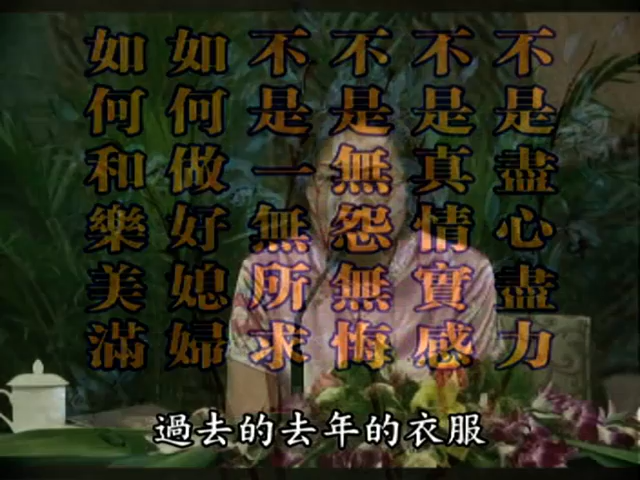 不是盡心盡力
不是真情實感
不是無怨無悔
不是一無所求
如何做好媳婦
如何和樂美滿
過去的去年的衣服